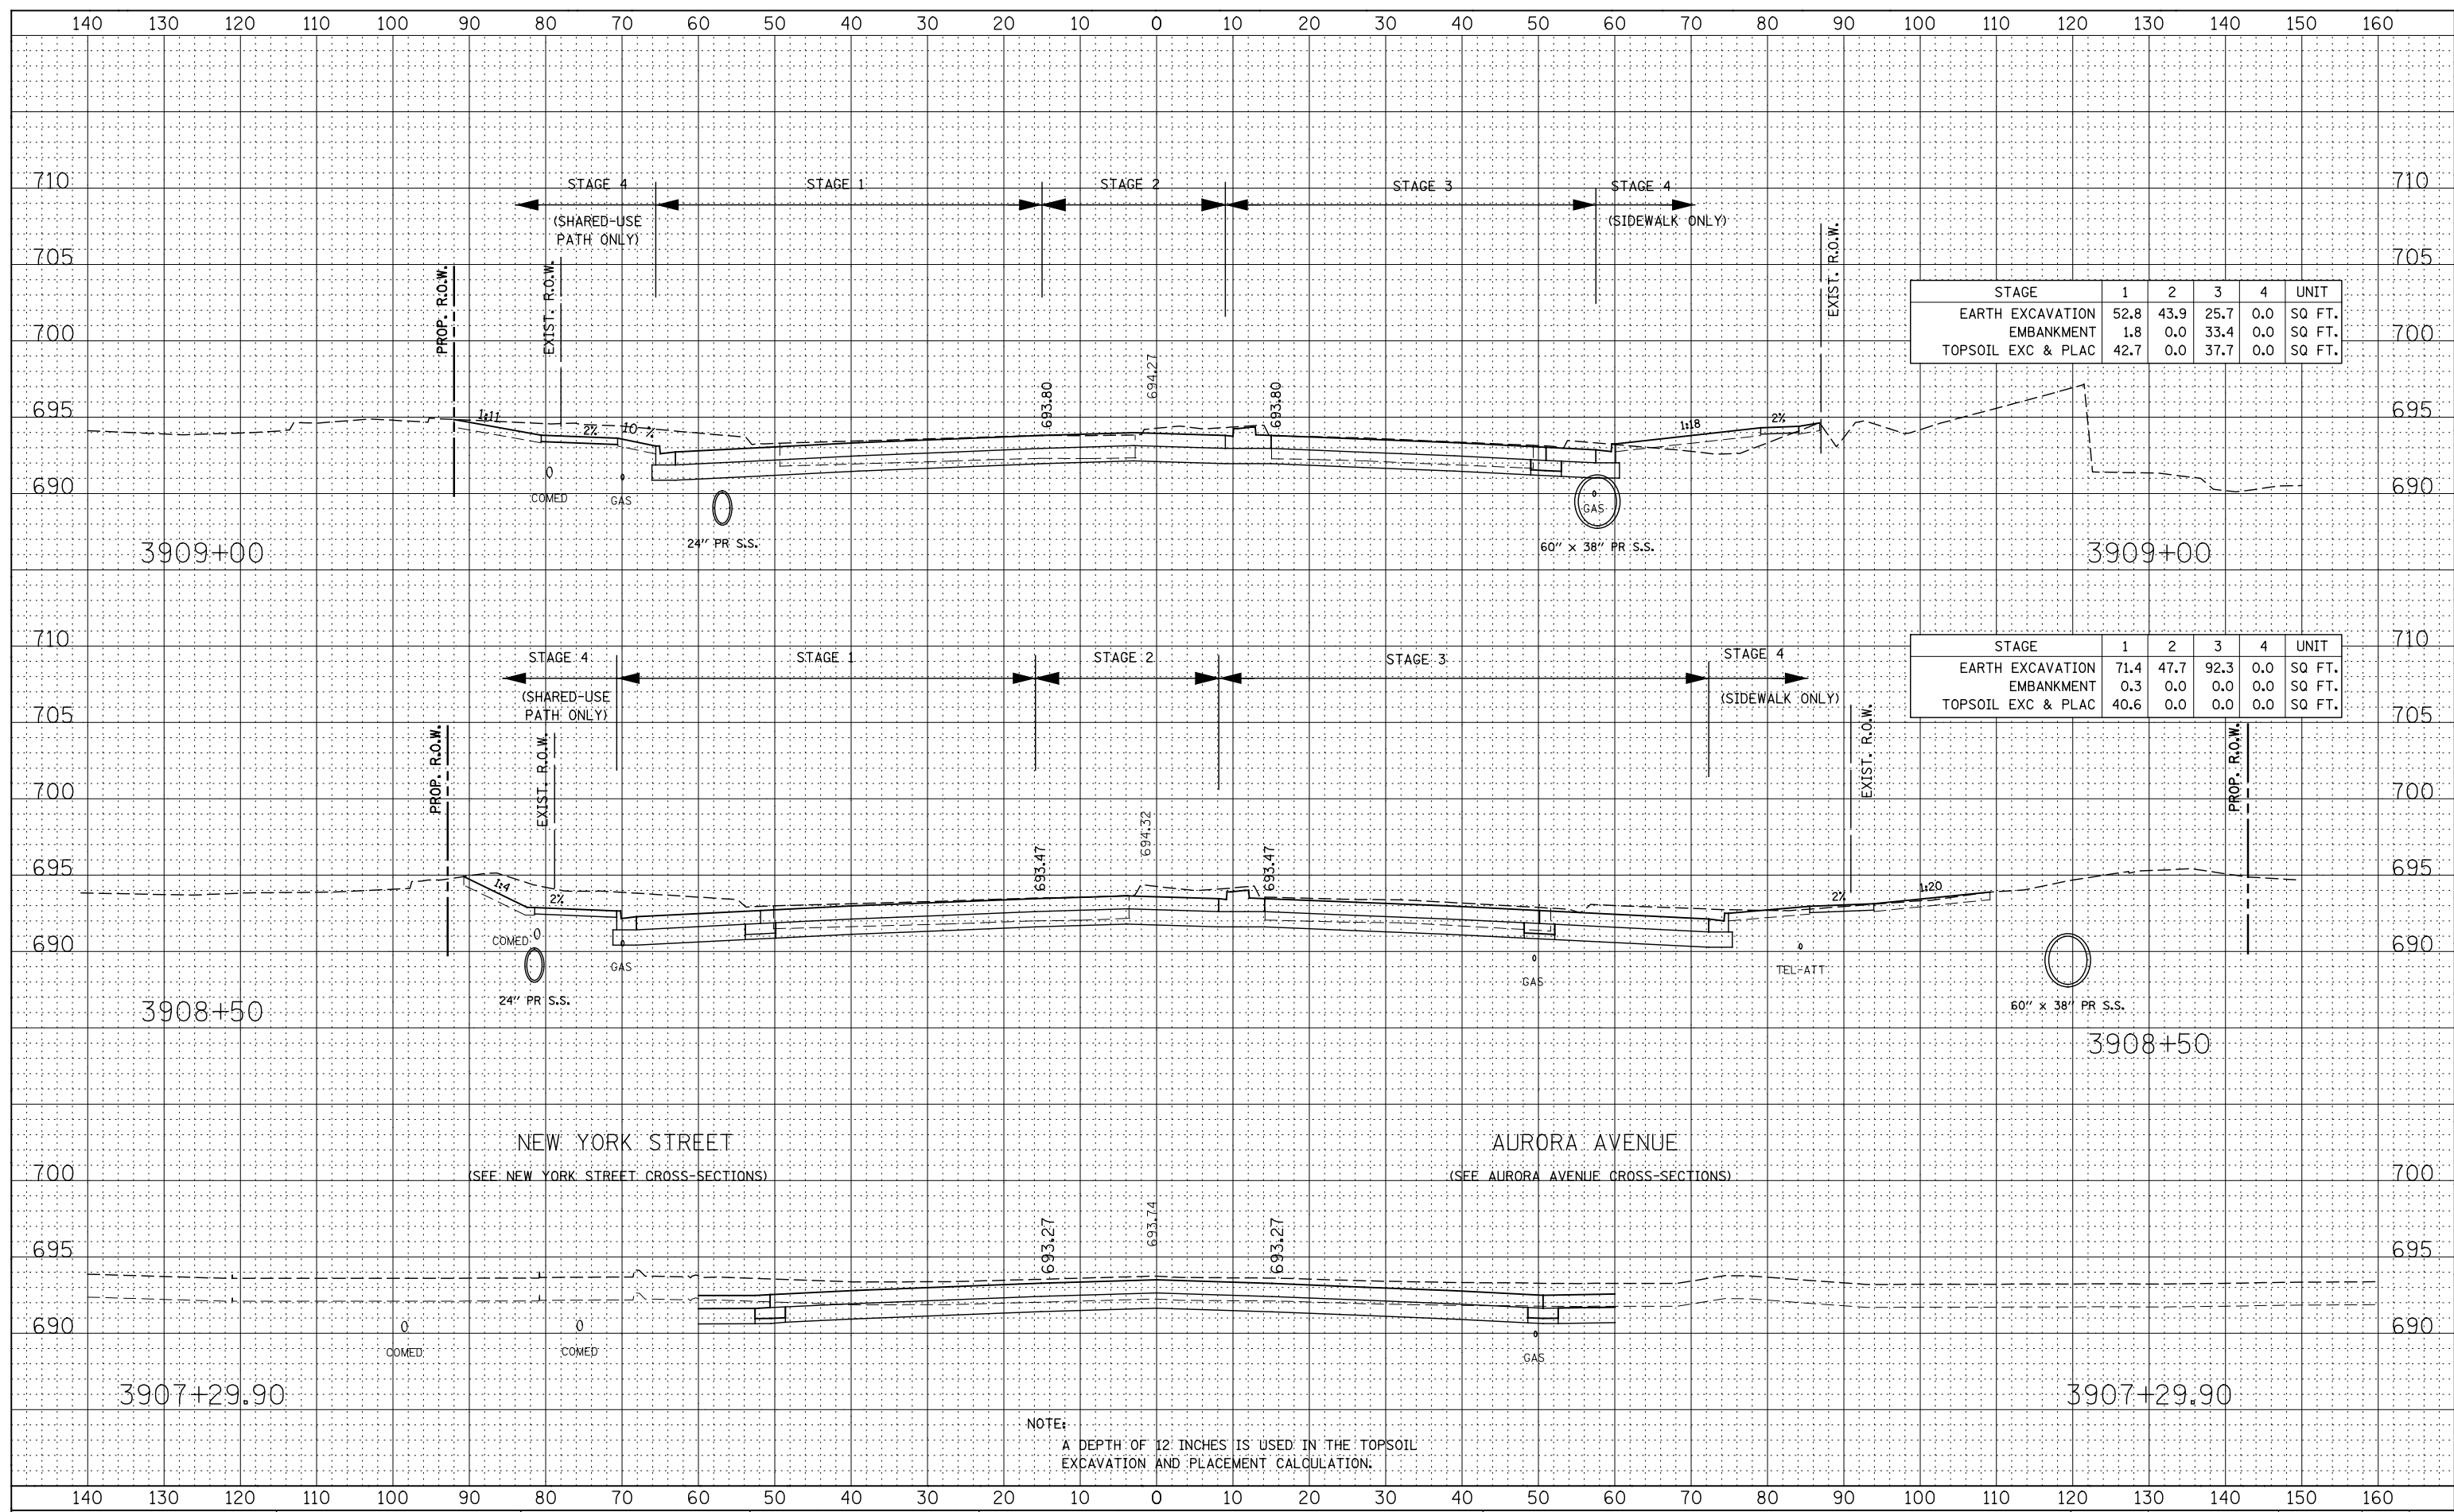 140 130 120 110 100 90 80 70 60 50 40 30 20 10 0 10 20 30 40 50 60 70 80 90 100 110 120 130 140 150 160
710 710
STAGE 4 STAGE 1 STAGE 2 STAGE 3 STAGE 4
(SHARED-USE
PATH ONLY)
(SIDEWALK ONLY)
705 705
PROP. R.O.W.
EXIST. R.O.W.
EXIST. R.O.W.
STAGE 1 2 3 4 UNIT
EARTH EXCAVATION 52.8 43.9 25.7 0.0 SQ FT.
EMBANKMENT 1.8 0.0 33.4 0.0 SQ FT.
TOPSOIL EXC & PLAC 42.7 0.0 37.7 0.0 SQ FT.
700 700
693.80
694.27
693.80
695 695
1:11
2%
10 %
1:18
2%
690 690
COMED
GAS
GAS
24" PR S.S.
60" x 38" PR S.S.
3909+00 3909+00
710 710
STAGE 4 STAGE 1 STAGE 2 STAGE 3 STAGE 4
(SHARED-USE
PATH ONLY)
(SIDEWALK ONLY)
STAGE 1 2 3 4 UNIT
EARTH EXCAVATION 71.4 47.7 92.3 0.0 SQ FT.
EMBANKMENT 0.3 0.0 0.0 0.0 SQ FT.
TOPSOIL EXC & PLAC 40.6 0.0 0.0 0.0 SQ FT.
705 705
PROP. R.O.W.
EXIST. R.O.W.
EXIST. R.O.W.
PROP. R.O.W.
700 700
693.47
694.32
693.47
695 695
1:4
2%
2%
1:20
690 690
COMED
GAS
GAS
TEL-ATT
24" PR S.S.
60" x 38" PR S.S.
3908+50 3908+50
NEW YORK STREET
(SEE NEW YORK STREET CROSS-SECTIONS)
AURORA AVENUE
(SEE AURORA AVENUE CROSS-SECTIONS)
700 700
693.27
693.74
693.27
695 695
690 690
COMED
COMED
GAS
3907+29.90 3907+29.90
NOTE:
A DEPTH OF 12 INCHES IS USED IN THE TOPSOIL
EXCAVATION AND PLACEMENT CALCULATION.
140 130 120 110 100 90 80 70 60 50 40 30 20 10 0 10 20 30 40 50 60 70 80 90 100 110 120 130 140 150 160